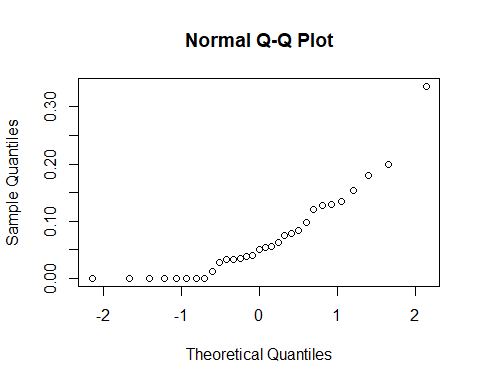 Normal Q-Q Plot
Sample Quantiles
0.30
0.20
0.10
0.00
-2 -1 0 1 2
Theoretical Quantiles